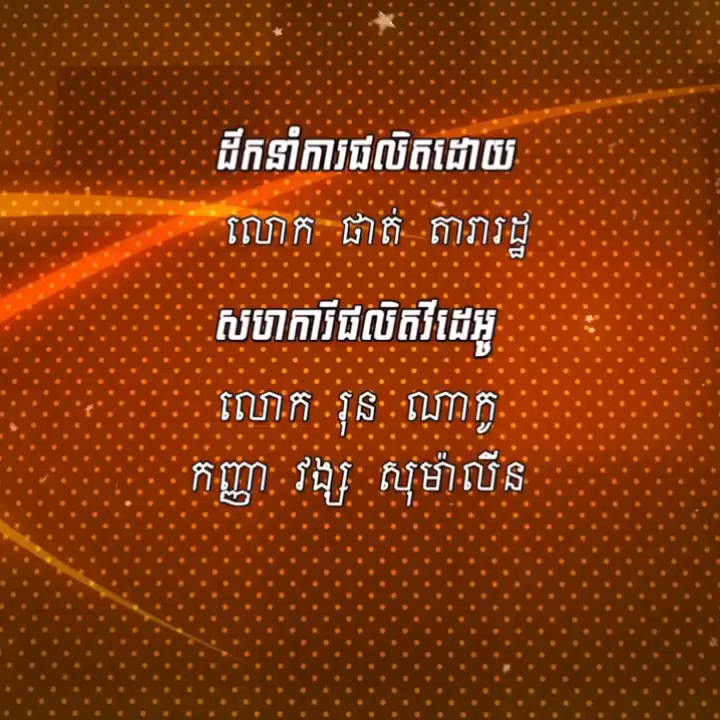 ដឹកនាំការផលិតដោយ
លោក ផាត់ តារារដ្ឋ
សហការីផលិតវីដេអូ
លោក រុន ណាកូ
កញ្ញា វង្ស សុម៉ាលីន